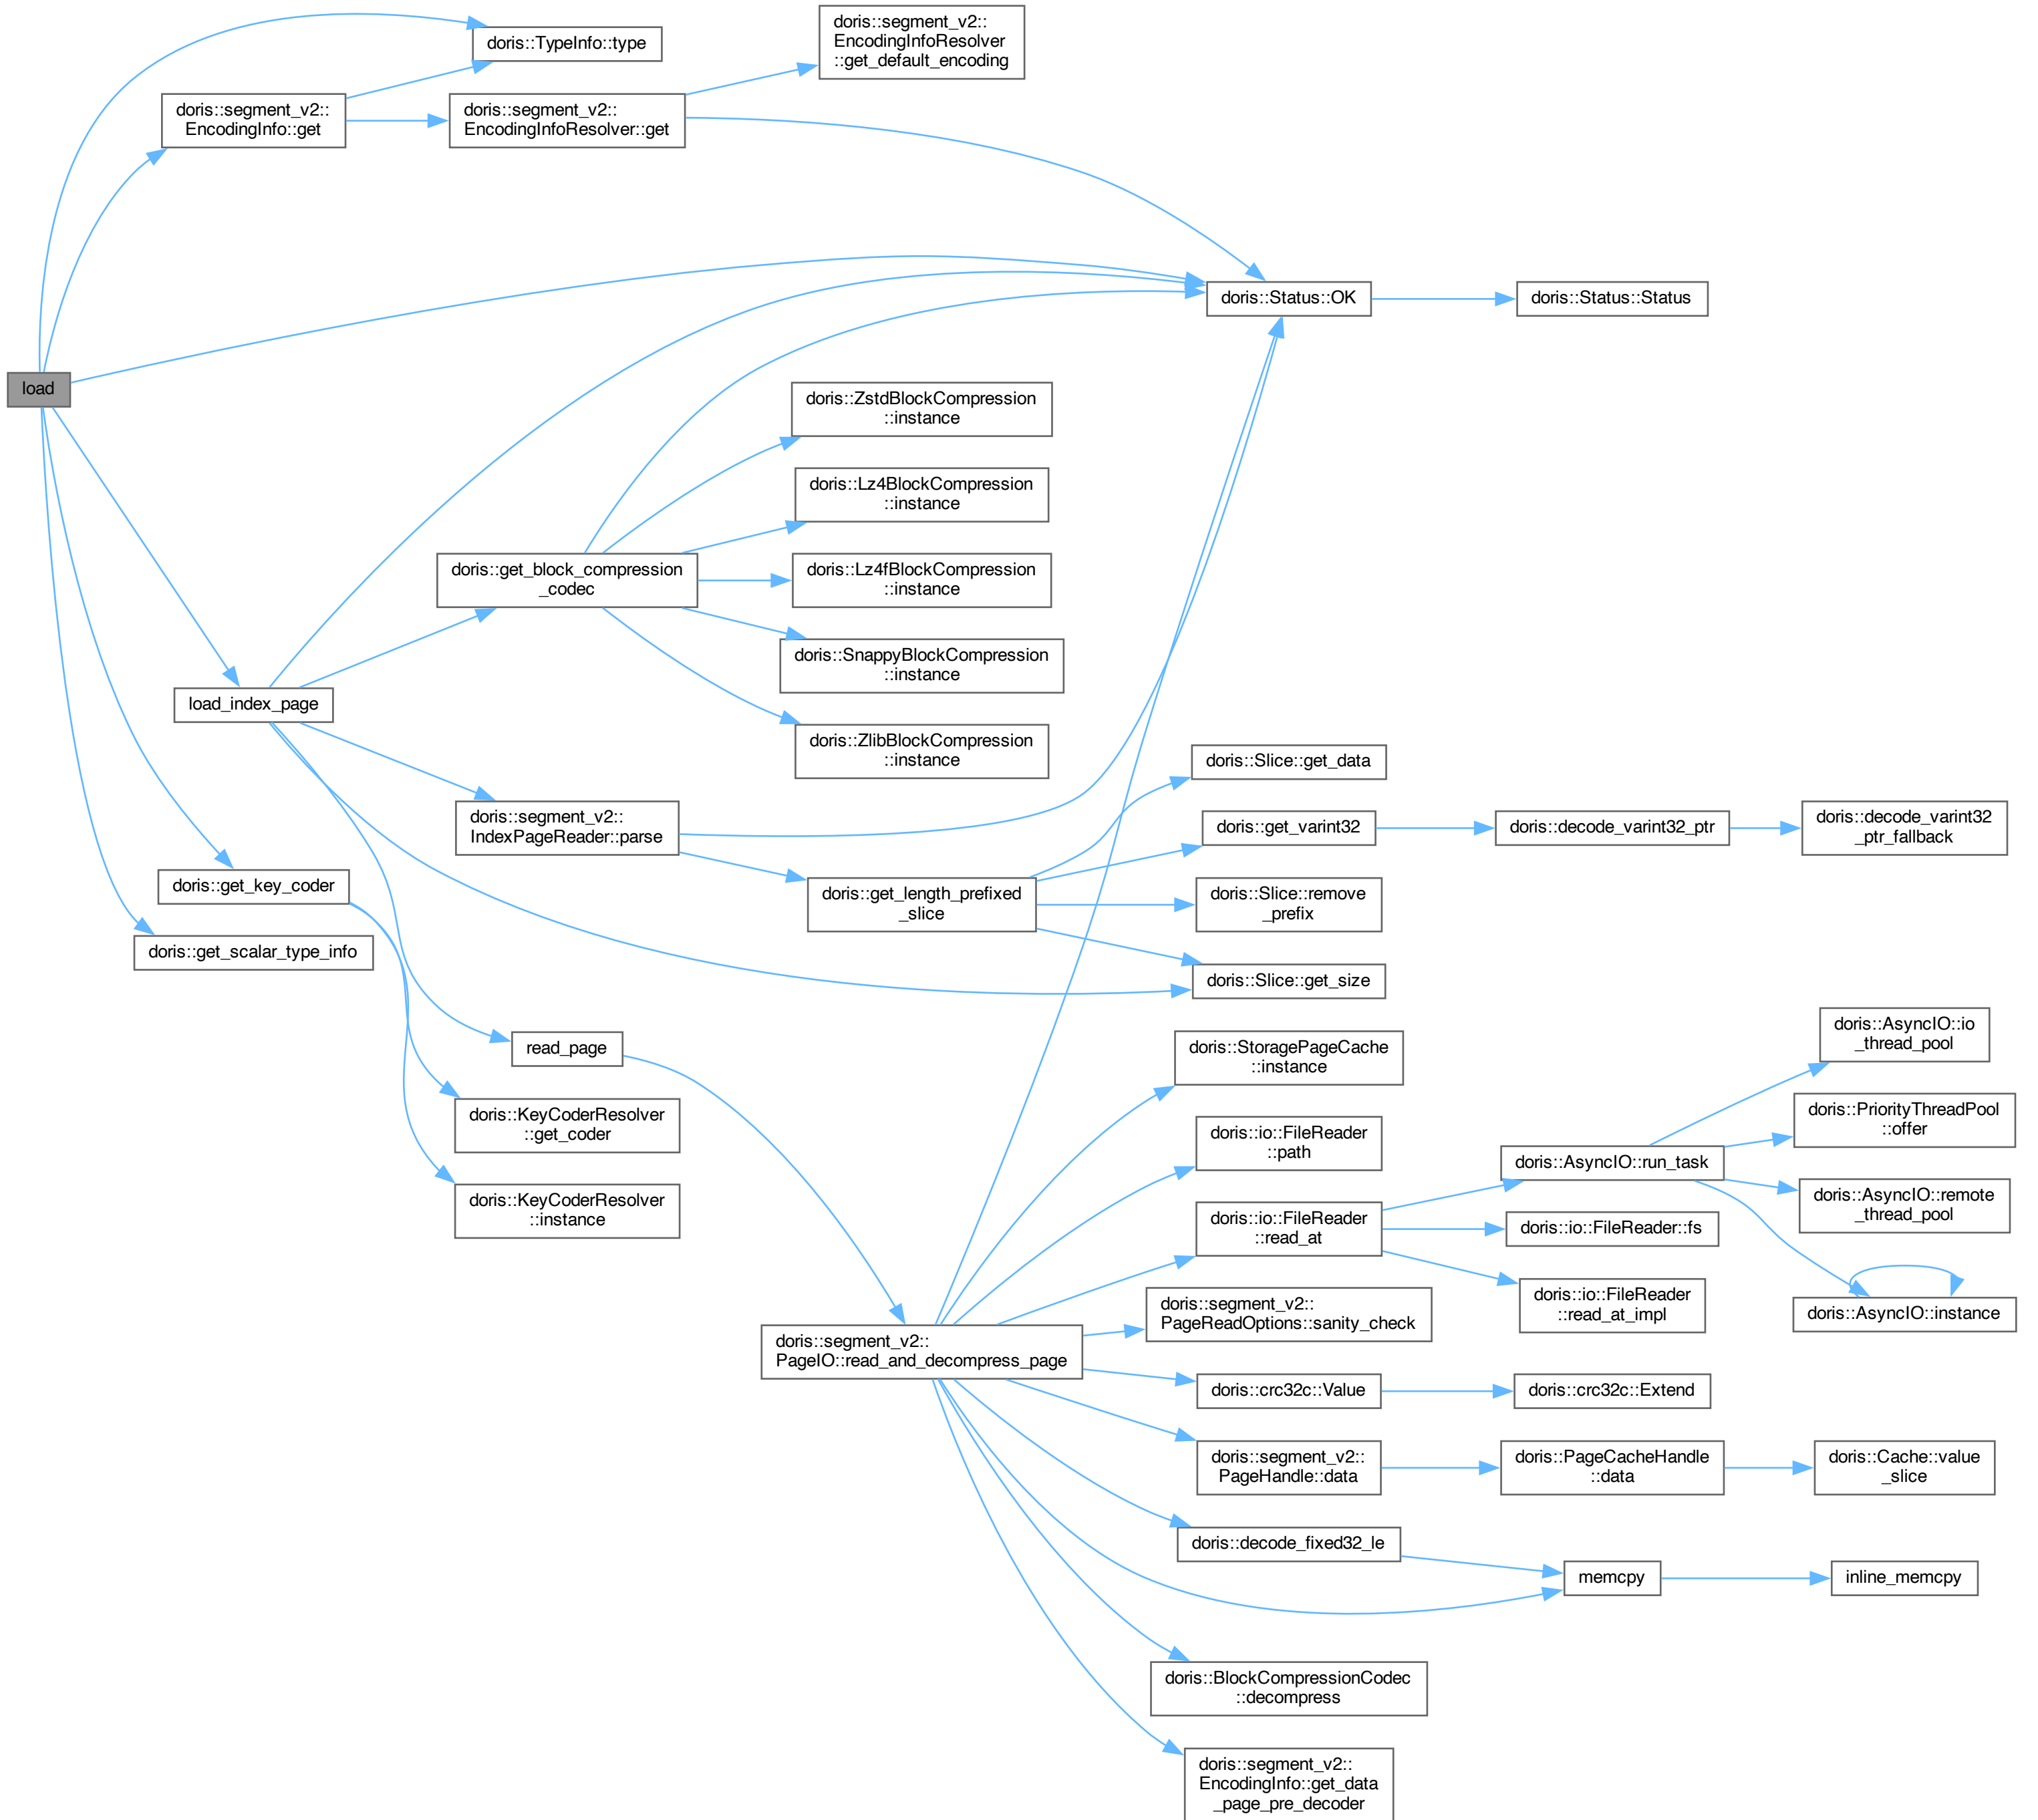 load
doris::TypeInfo::type
doris::segment_v2::
EncodingInfo::get
doris::segment_v2::
EncodingInfoResolver::get
doris::segment_v2::
EncodingInfoResolver
::get_default_encoding
doris::Status::OK
doris::Status::Status
load_index_page
doris::get_block_compression
_codec
doris::ZstdBlockCompression
::instance
doris::Lz4BlockCompression
::instance
doris::Lz4fBlockCompression
::instance
doris::SnappyBlockCompression
::instance
doris::ZlibBlockCompression
::instance
doris::segment_v2::
IndexPageReader::parse
doris::get_length_prefixed
_slice
doris::Slice::get_data
doris::get_varint32
doris::decode_varint32_ptr
doris::decode_varint32
_ptr_fallback
doris::Slice::remove
_prefix
doris::Slice::get_size
doris::get_key_coder
doris::get_scalar_type_info
read_page
doris::KeyCoderResolver
::get_coder
doris::KeyCoderResolver
::instance
doris::segment_v2::
PageIO::read_and_decompress_page
doris::StoragePageCache
::instance
doris::io::FileReader
::path
doris::io::FileReader
::read_at
doris::AsyncIO::run_task
doris::AsyncIO::io
_thread_pool
doris::PriorityThreadPool
::offer
doris::AsyncIO::remote
_thread_pool
doris::AsyncIO::instance
doris::io::FileReader::fs
doris::io::FileReader
::read_at_impl
doris::segment_v2::
PageReadOptions::sanity_check
doris::crc32c::Value
doris::crc32c::Extend
doris::segment_v2::
PageHandle::data
doris::PageCacheHandle
::data
doris::Cache::value
_slice
doris::decode_fixed32_le
memcpy
inline_memcpy
doris::BlockCompressionCodec
::decompress
doris::segment_v2::
EncodingInfo::get_data
_page_pre_decoder